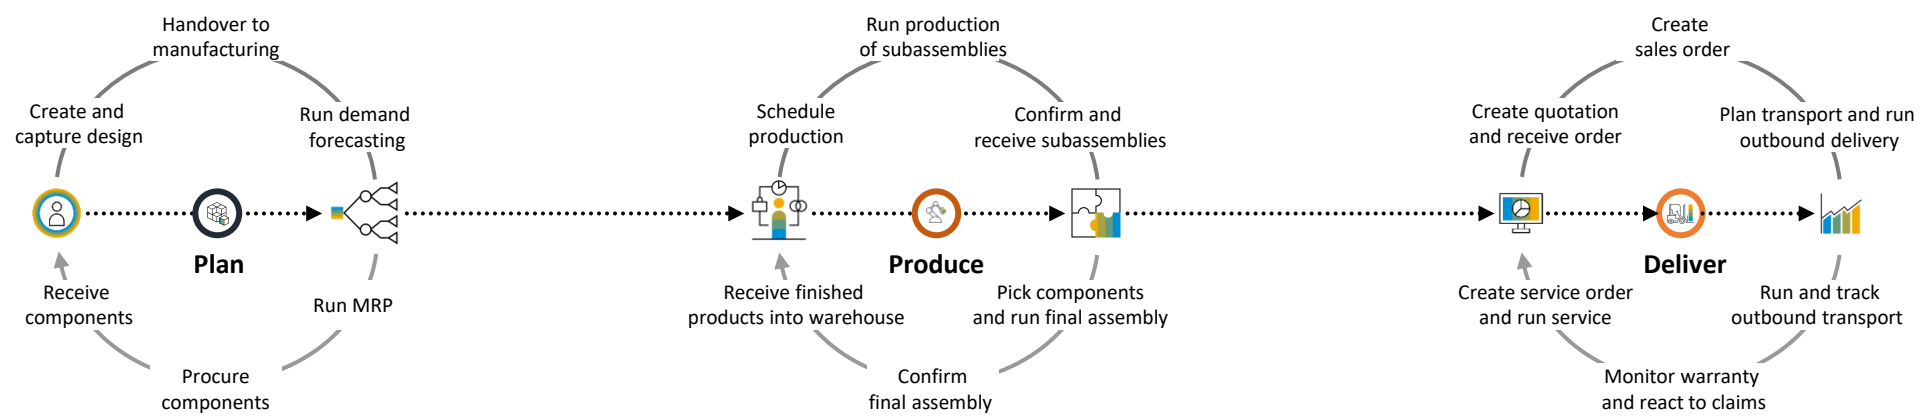 Handover to
manufacturing
Create and
capture design
Run demand
forecasting
Plan
Receive
components
Run MRP
Procure
components
Run production
of subassemblies
Schedule
production
Confirm and
receive subassemblies
Produce
Receive finished
products into warehouse
Pick components
and run final assembly
Confirm
final assembly
Create
sales order
Create quotation
and receive order
Plan transport and run
outbound delivery
Deliver
Create service order
and run service
Run and track
outbound transport
Monitor warranty
and react to claims